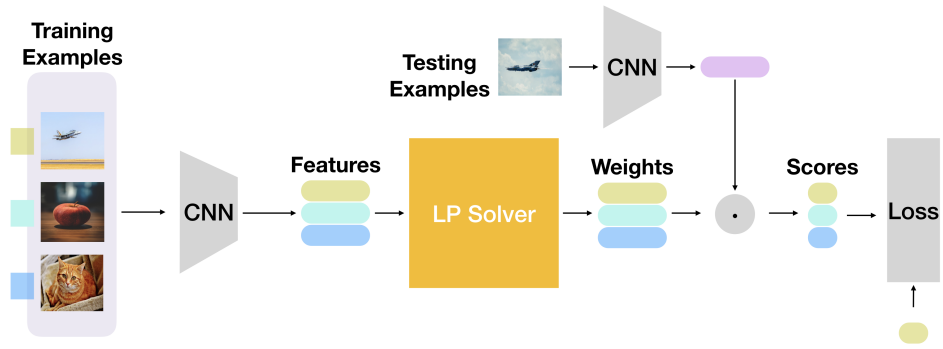 Training
Examples
CNN
Features
LP Solver
Testing
Examples
CNN
Weights
Scores
Loss